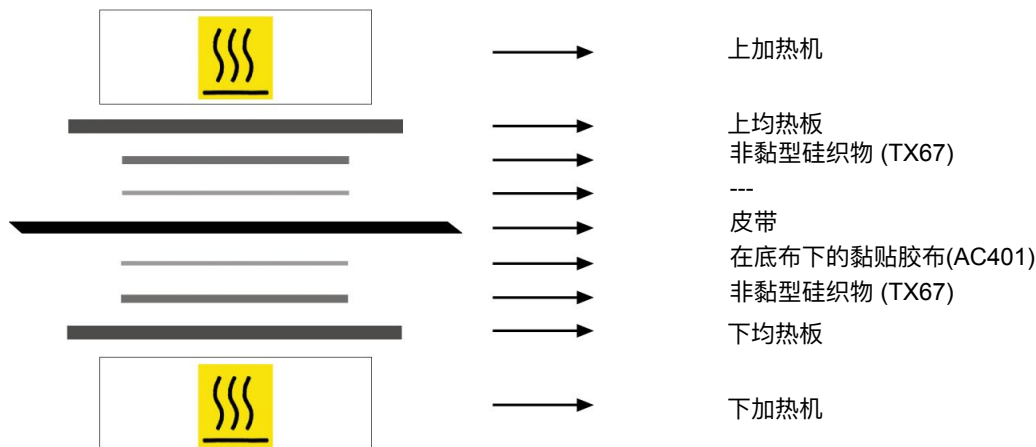 上加热机
上均热板
非黏型硅织物 (TX67)
---
皮带
在底布下的黏贴胶布(AC401)
非黏型硅织物 (TX67)
下均热板
下加热机